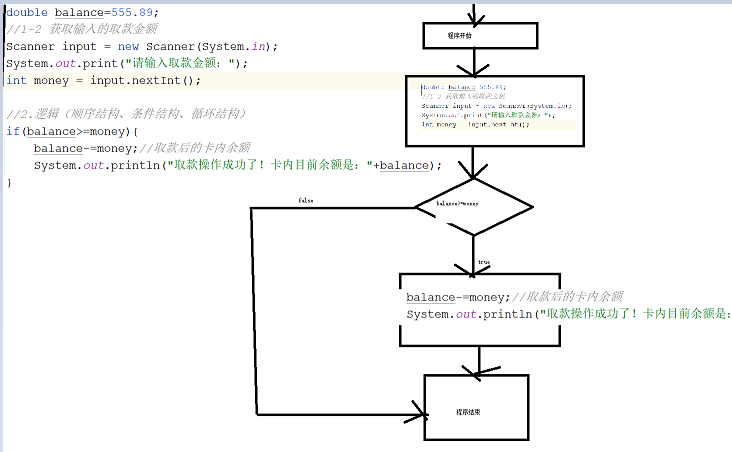 double balance=555.89;
//1-2 获取输入的取款金额
Scanner input = new Scanner(System.in);
System.out.print("请输入取款金额: ");
int money = input.nextInt();
//2.逻辑（顺序结构、条件结构、循环结构）
if(balance>=money){
balance-=money;//取款后的卡内余额
System.out.println("取款操作成功了! 卡内目前余额是: "+balance);
}
程序开始
double balance=555.89;
//1-2 获取输入的取款金额
Scanner input = new Scanner(System.in);
System.out.print("请输入取款金额: ");
int money = input.nextInt();
balance>=money
false
true
balance-=money;//取款后的卡内余额
System.out.println("取款操作成功了! 卡内目前余额是:
程序结束